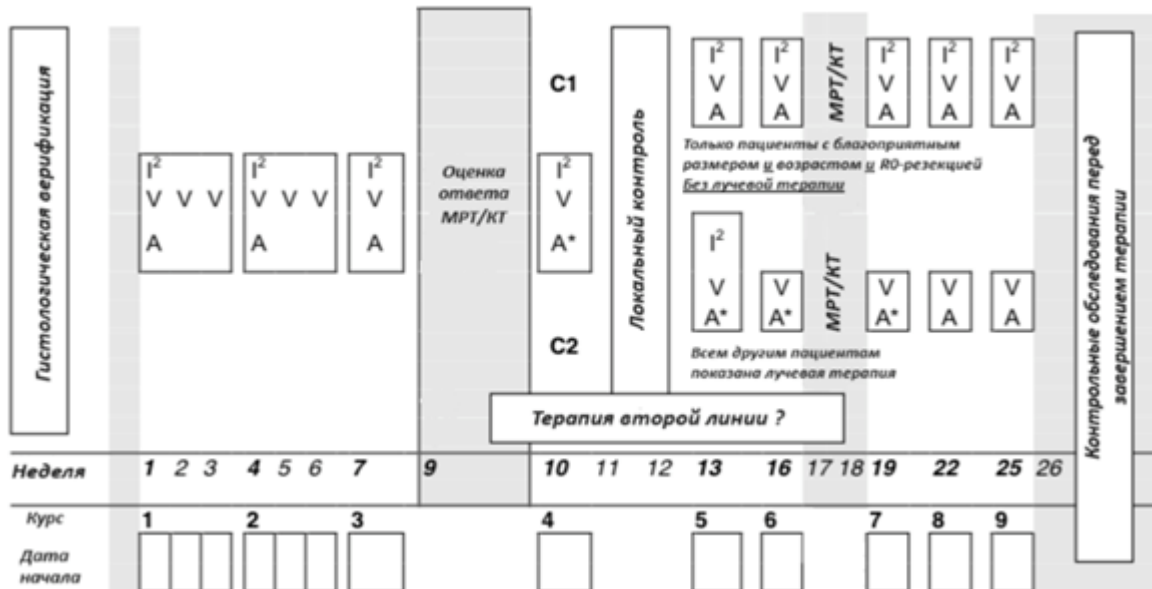 Гистологическая верификация
I²
V V V
A
I²
V V V
A
I²
V
A
Оценка
ответа
МРТ/КТ
C1
I²
V
A*
C2
Локальный контроль
I²
V
A
I²
V
A
МРТ/КТ
I²
V
A
I²
V
A
I²
V
A
Только пациенты с благоприятным
размером и возрастом и R0-резекцией
Без лучевой терапии
I²
V
A*
V
A*
МРТ/КТ
V
A*
V
A
V
A
Всем другим пациентам
показана лучевая терапия
Терапия второй линии ?
Контрольные обследования перед
завершением терапии
Неделя 1 2 3 4 5 6 7 9 10 11 12 13 16 17 18 19 22 25 26
Курс 1 2 3 4 5 6 7 8 9
Дата
начала